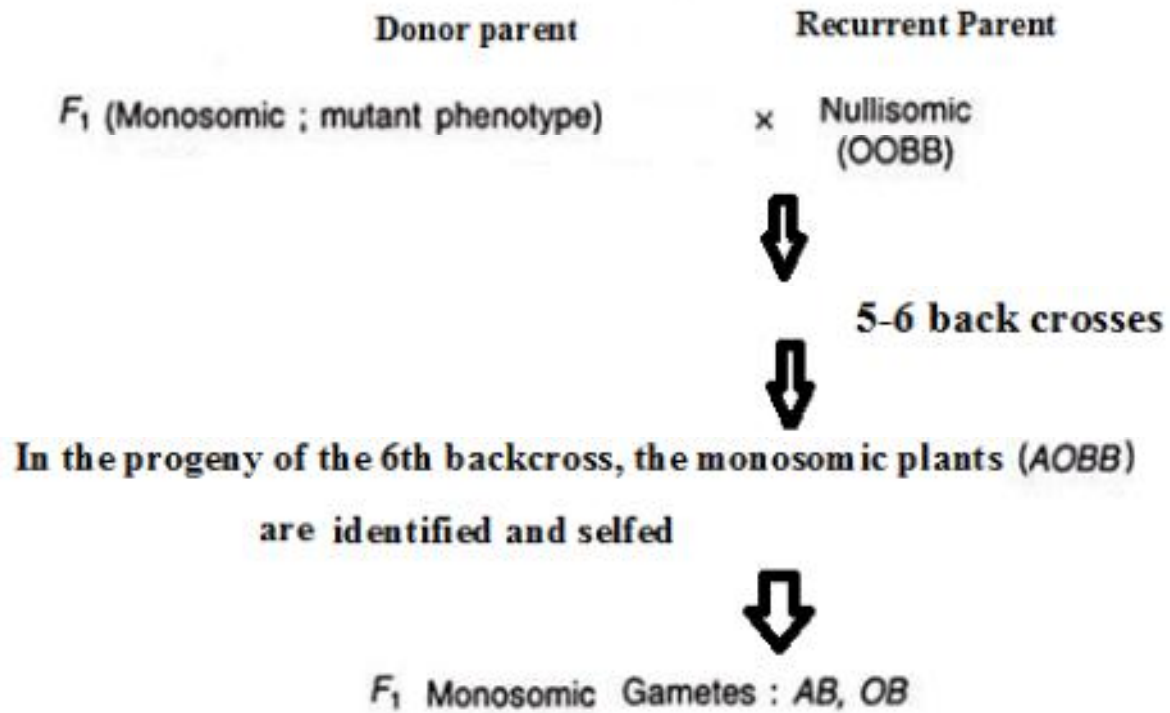 Donor parent Recurrent Parent
F₁ (Monosomic ; mutant phenotype) × Nullisomic
(OOBB)
5-6 back crosses
In the progeny of the 6th backcross, the monosomic plants (AOBB)
are identified and selfed
F₁ Monosomic Gametes : AB, OB